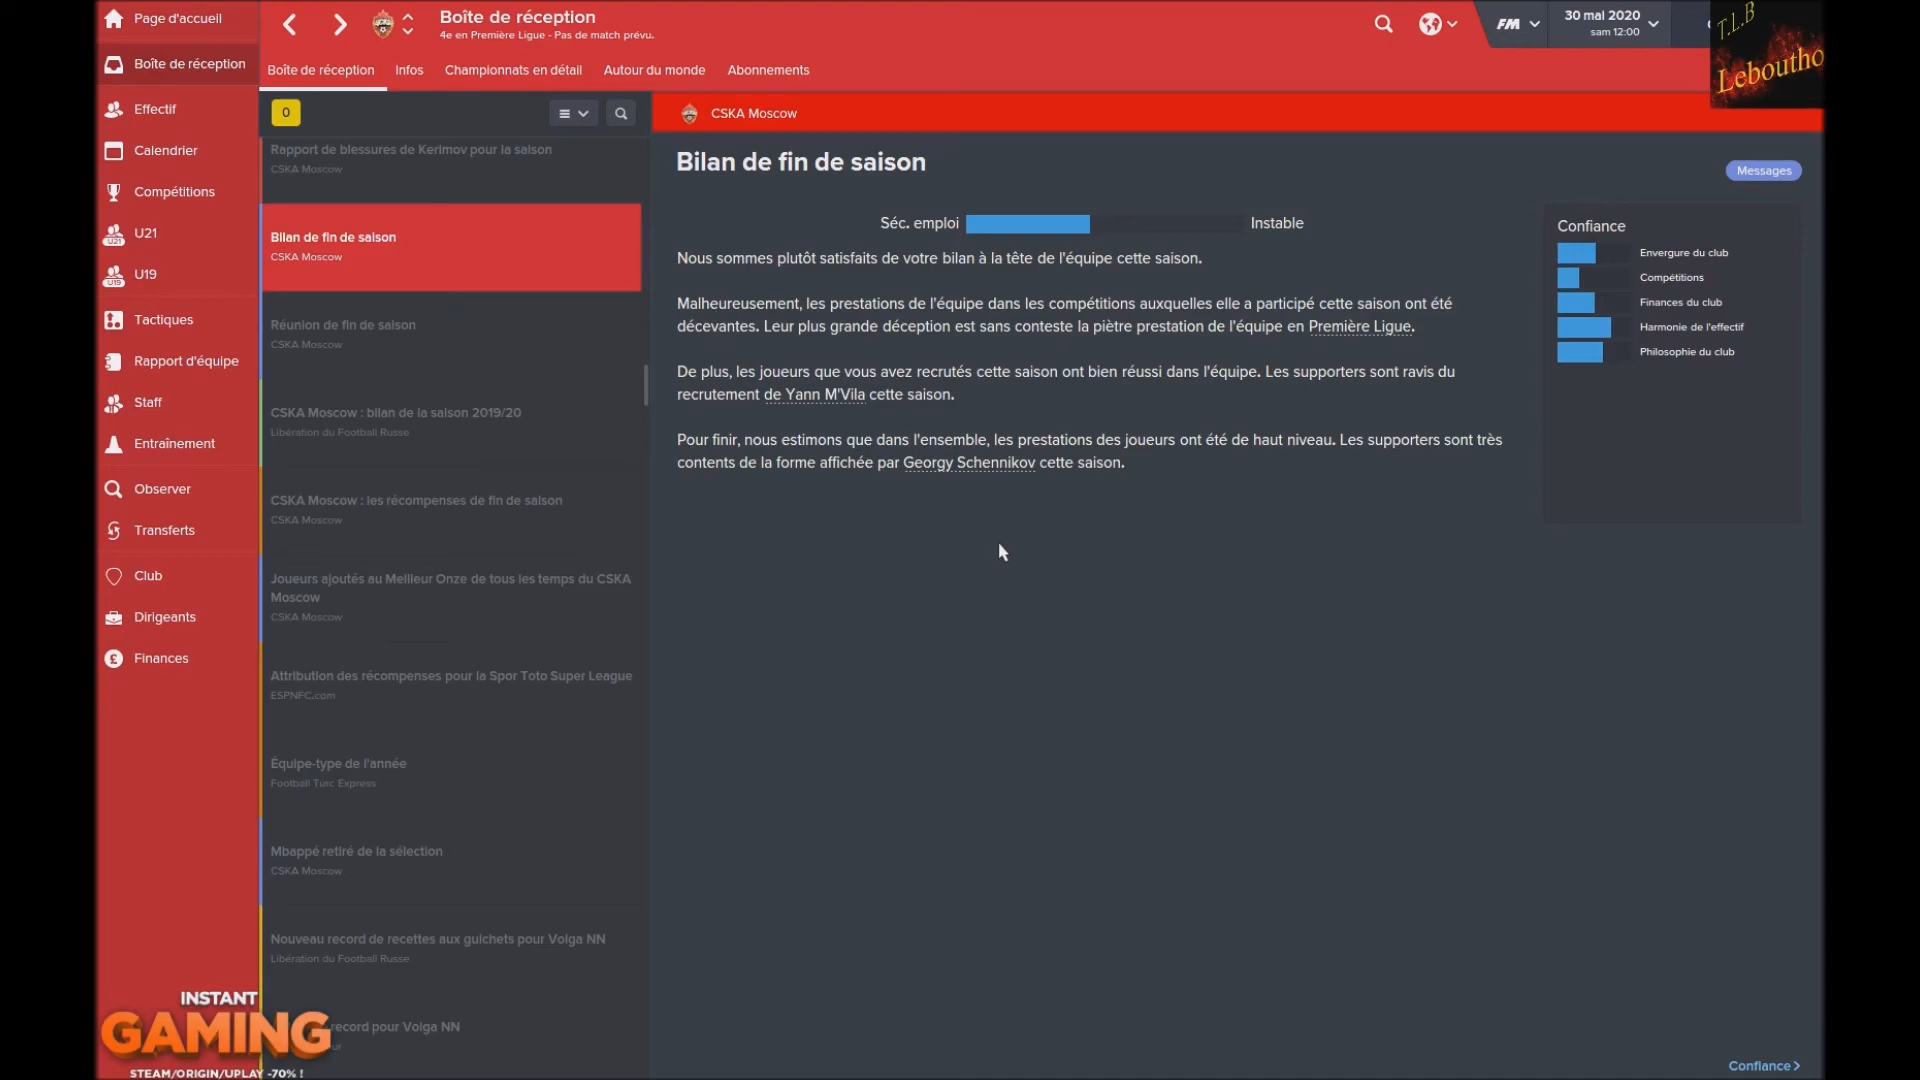 Page d'accueil
Boîte de réception
Effectif
Calendrier
Compétitions
U21
U21
U19
U19
Tactiques
Rapport d'équipe
Staff
Entraînement
Observer
Transferts
Club
Dirigeants
Finances
Boîte de réception
4e en Première Ligue - Pas de match prévu.
FM
30 mai 2020
sam 12:00
T.L.B
Leboutho
Boîte de réception
Infos
Championnats en détail
Autour du monde
Abonnements
0
CSKA Moscow
Rapport de blessures de Kerimov pour la saison
CSKA Moscow
Bilan de fin de saison
CSKA Moscow
Réunion de fin de saison
CSKA Moscow
CSKA Moscow : bilan de la saison 2019/20
Libération du Football Russe
CSKA Moscow : les récompenses de fin de saison
CSKA Moscow
Joueurs ajoutés au Meilleur Onze de tous les temps du CSKA
Moscow
CSKA Moscow
Attribution des récompenses pour la Spor Toto Super League
ESPNFC.com
Équipe-type de l'année
Football Turc Express
Mbappé retiré de la sélection
CSKA Moscow
Nouveau record de recettes aux guichets pour Volga NN
Libération du Football Russe
record pour Volga NN
Bilan de fin de saison
Messages
Séc. emploi
Instable
Nous sommes plutôt satisfaits de votre bilan à la tête de l'équipe cette saison.
Malheureusement, les prestations de l'équipe dans les compétitions auxquelles elle a participé cette saison ont été
décevantes. Leur plus grande déception est sans conteste la piètre prestation de l'équipe en Première Ligue.
De plus, les joueurs que vous avez recrutés cette saison ont bien réussi dans l'équipe. Les supporters sont ravis du
recrutement de Yann M'Vila cette saison.
Pour finir, nous estimons que dans l'ensemble, les prestations des joueurs ont été de haut niveau. Les supporters sont très
contents de la forme affichée par Georgy Schennikov cette saison.
Confiance
Envergure du club
Compétitions
Finances du club
Harmonie de l'effectif
Philosophie du club
Confiance
INSTANT
GAMING
STEAM/ORIGIN/UPLAY -70% !